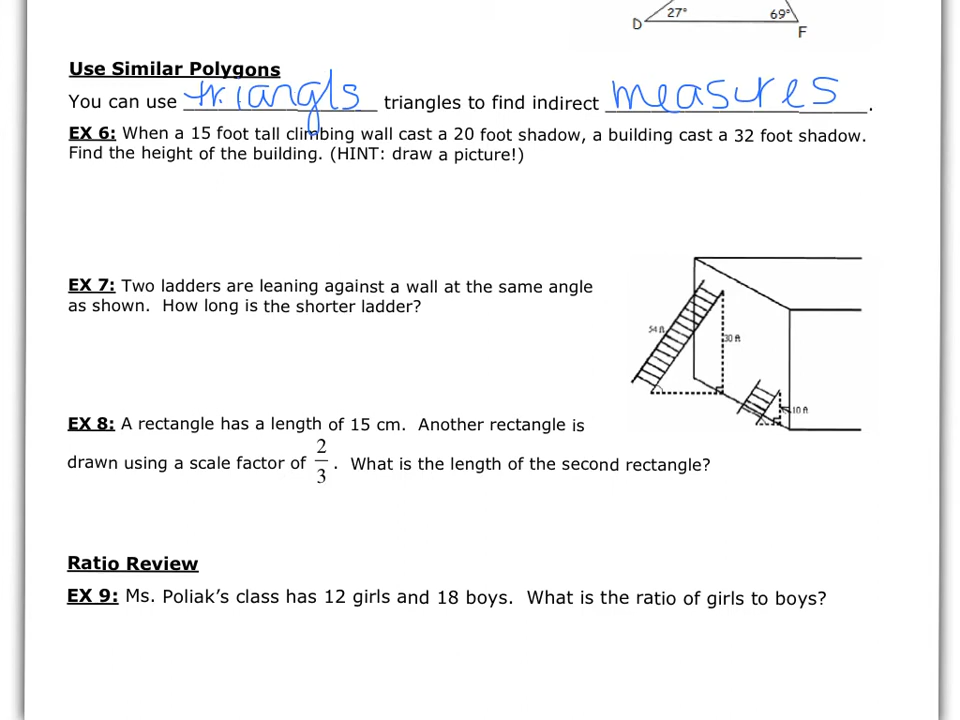 27°
69°
D
F
Use Similar Polygons
You can use triangls triangles to find indirect measures.
EX 6: When a 15 foot tall climbing wall cast a 20 foot shadow, a building cast a 32 foot shadow.
Find the height of the building. (HINT: draw a picture!)
EX 7: Two ladders are leaning against a wall at the same angle
as shown. How long is the shorter ladder?
54 ft
30 ft
10 ft
EX 8: A rectangle has a length of 15 cm. Another rectangle is
drawn using a scale factor of 2/3. What is the length of the second rectangle?
Ratio Review
EX 9: Ms. Poliak's class has 12 girls and 18 boys. What is the ratio of girls to boys?